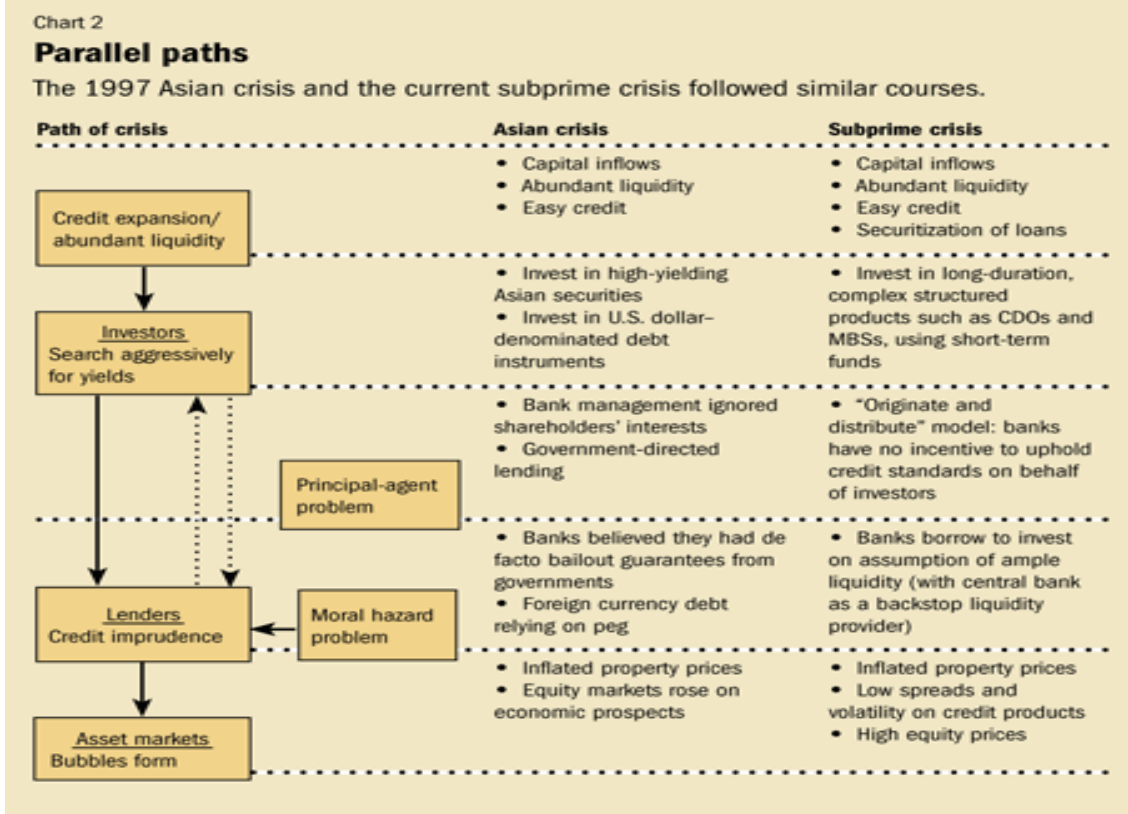 Chart 2
Parallel paths
The 1997 Asian crisis and the current subprime crisis followed similar courses.
Path of crisis
Asian crisis
Subprime crisis
Credit expansion/
abundant liquidity
• Capital inflows
• Abundant liquidity
• Easy credit
• Capital inflows
• Abundant liquidity
• Easy credit
• Securitization of loans
Investors
Search aggressively
for yields
• Invest in high-yielding
Asian securities
• Invest in U.S. dollar–
denominated debt
instruments
• Invest in long-duration,
complex structured
products such as CDOs and
MBSs, using short-term
funds
Principal-agent
problem
• Bank management ignored
shareholders' interests
• Government-directed
lending
• “Originate and
distribute” model: banks
have no incentive to uphold
credit standards on behalf
of investors
Lenders
Credit imprudence
Moral hazard
problem
• Banks believed they had de
facto bailout guarantees from
governments
• Foreign currency debt
relying on peg
• Banks borrow to invest
on assumption of ample
liquidity (with central bank
as a backstop liquidity
provider)
Asset markets
Bubbles form
• Inflated property prices
• Equity markets rose on
economic prospects
• Inflated property prices
• Low spreads and
volatility on credit products
• High equity prices